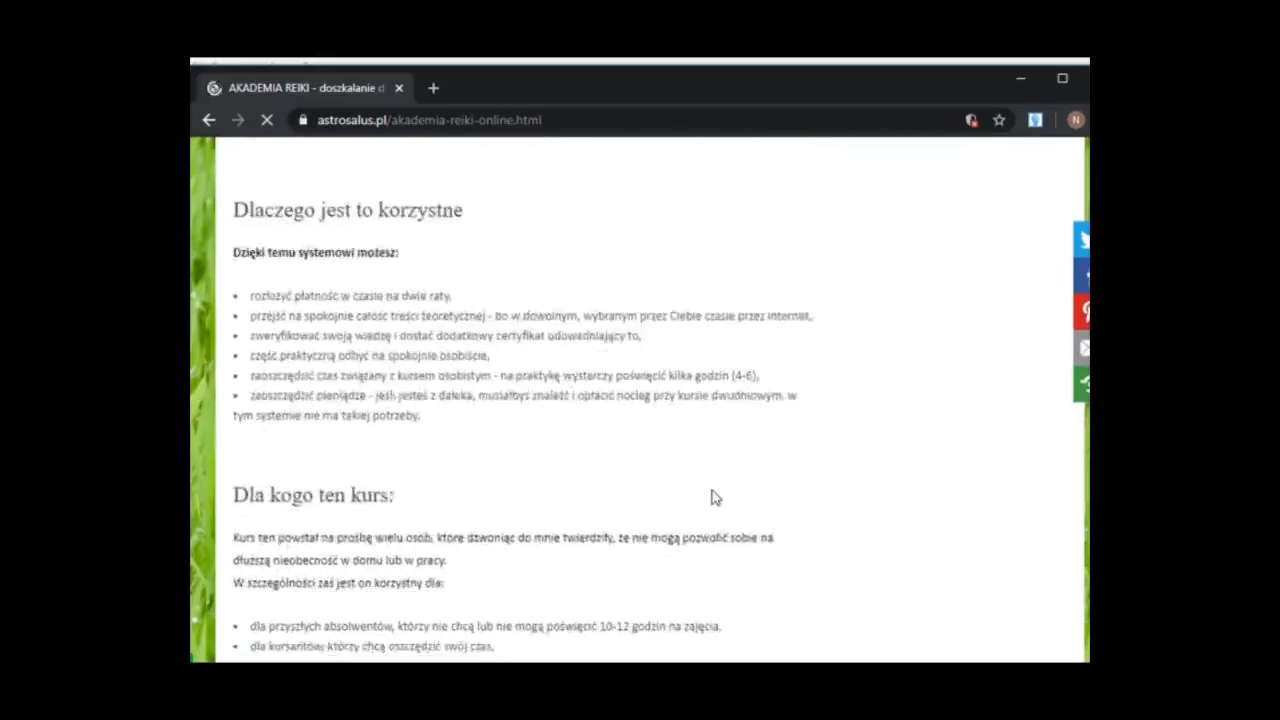 AKADEMIA REIKI - doszkalanie d
astrosalus.pl/akademia-reiki-online.html
N
Dlaczego jest to korzystne
Dzięki temu systemowi możesz:
• rozłożyć płatność w czasie na dwie raty,
• przejść na spokojnie całość treści teoretycznej - bo w dowolnym, wybranym przez Ciebie czasie przez internet,
• zweryfikować swoją wiedzę i dostać dodatkowy certyfikat udowadniający to,
• część praktyczną odbyć na spokojnie osobiście,
• zaoszczędzić czas związany z kursem osobistym - na praktykę wystarczy poświęcić kilka godzin (4-6),
• zaoszczędzić pieniądze - jeśli jesteś z daleka, musiałbyś znaleźć i opłacić nocleg przy kursie dwudniowym, w
tym systemie nie ma takiej potrzeby.
Dla kogo ten kurs:
Kurs ten powstał na prośbę wielu osób, które dzwoniąc do mnie twierdziły, że nie mogą pozwolić sobie na
dłuższą nieobecność w domu lub w pracy.
W szczególności zaś jest on korzystny dla:
• dla przyszłych absolwentów, którzy nie chcą lub nie mogą poświęcić 10-12 godzin na zajęcia,
• dla kursantów, którzy chcą oszczędzić swój czas,